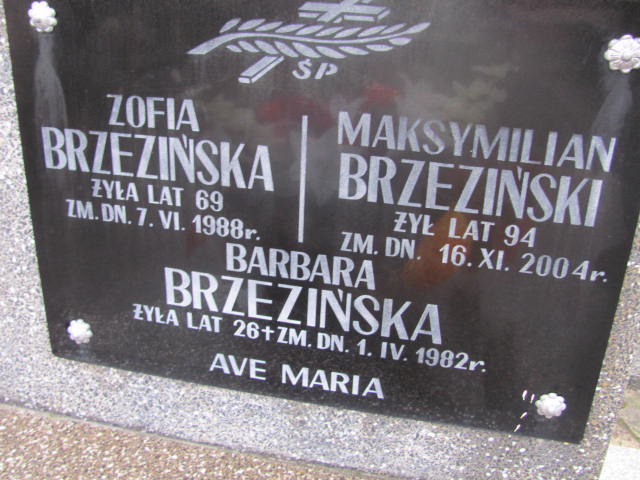 ŚP
ZOFIA
BRZEZIŃSKA
ŻYŁA LAT 69
ZM. DN. 7. VI. 1988r.
MAKSYMILIAN
BRZEZIŃSKI
ŻYŁ LAT 94
ZM. DN. 16. XI. 2004r.
BARBARA
BRZEZIŃSKA
ŻYŁA LAT 26+ZM. DN. 1. IV. 1982r.
AVE MARIA